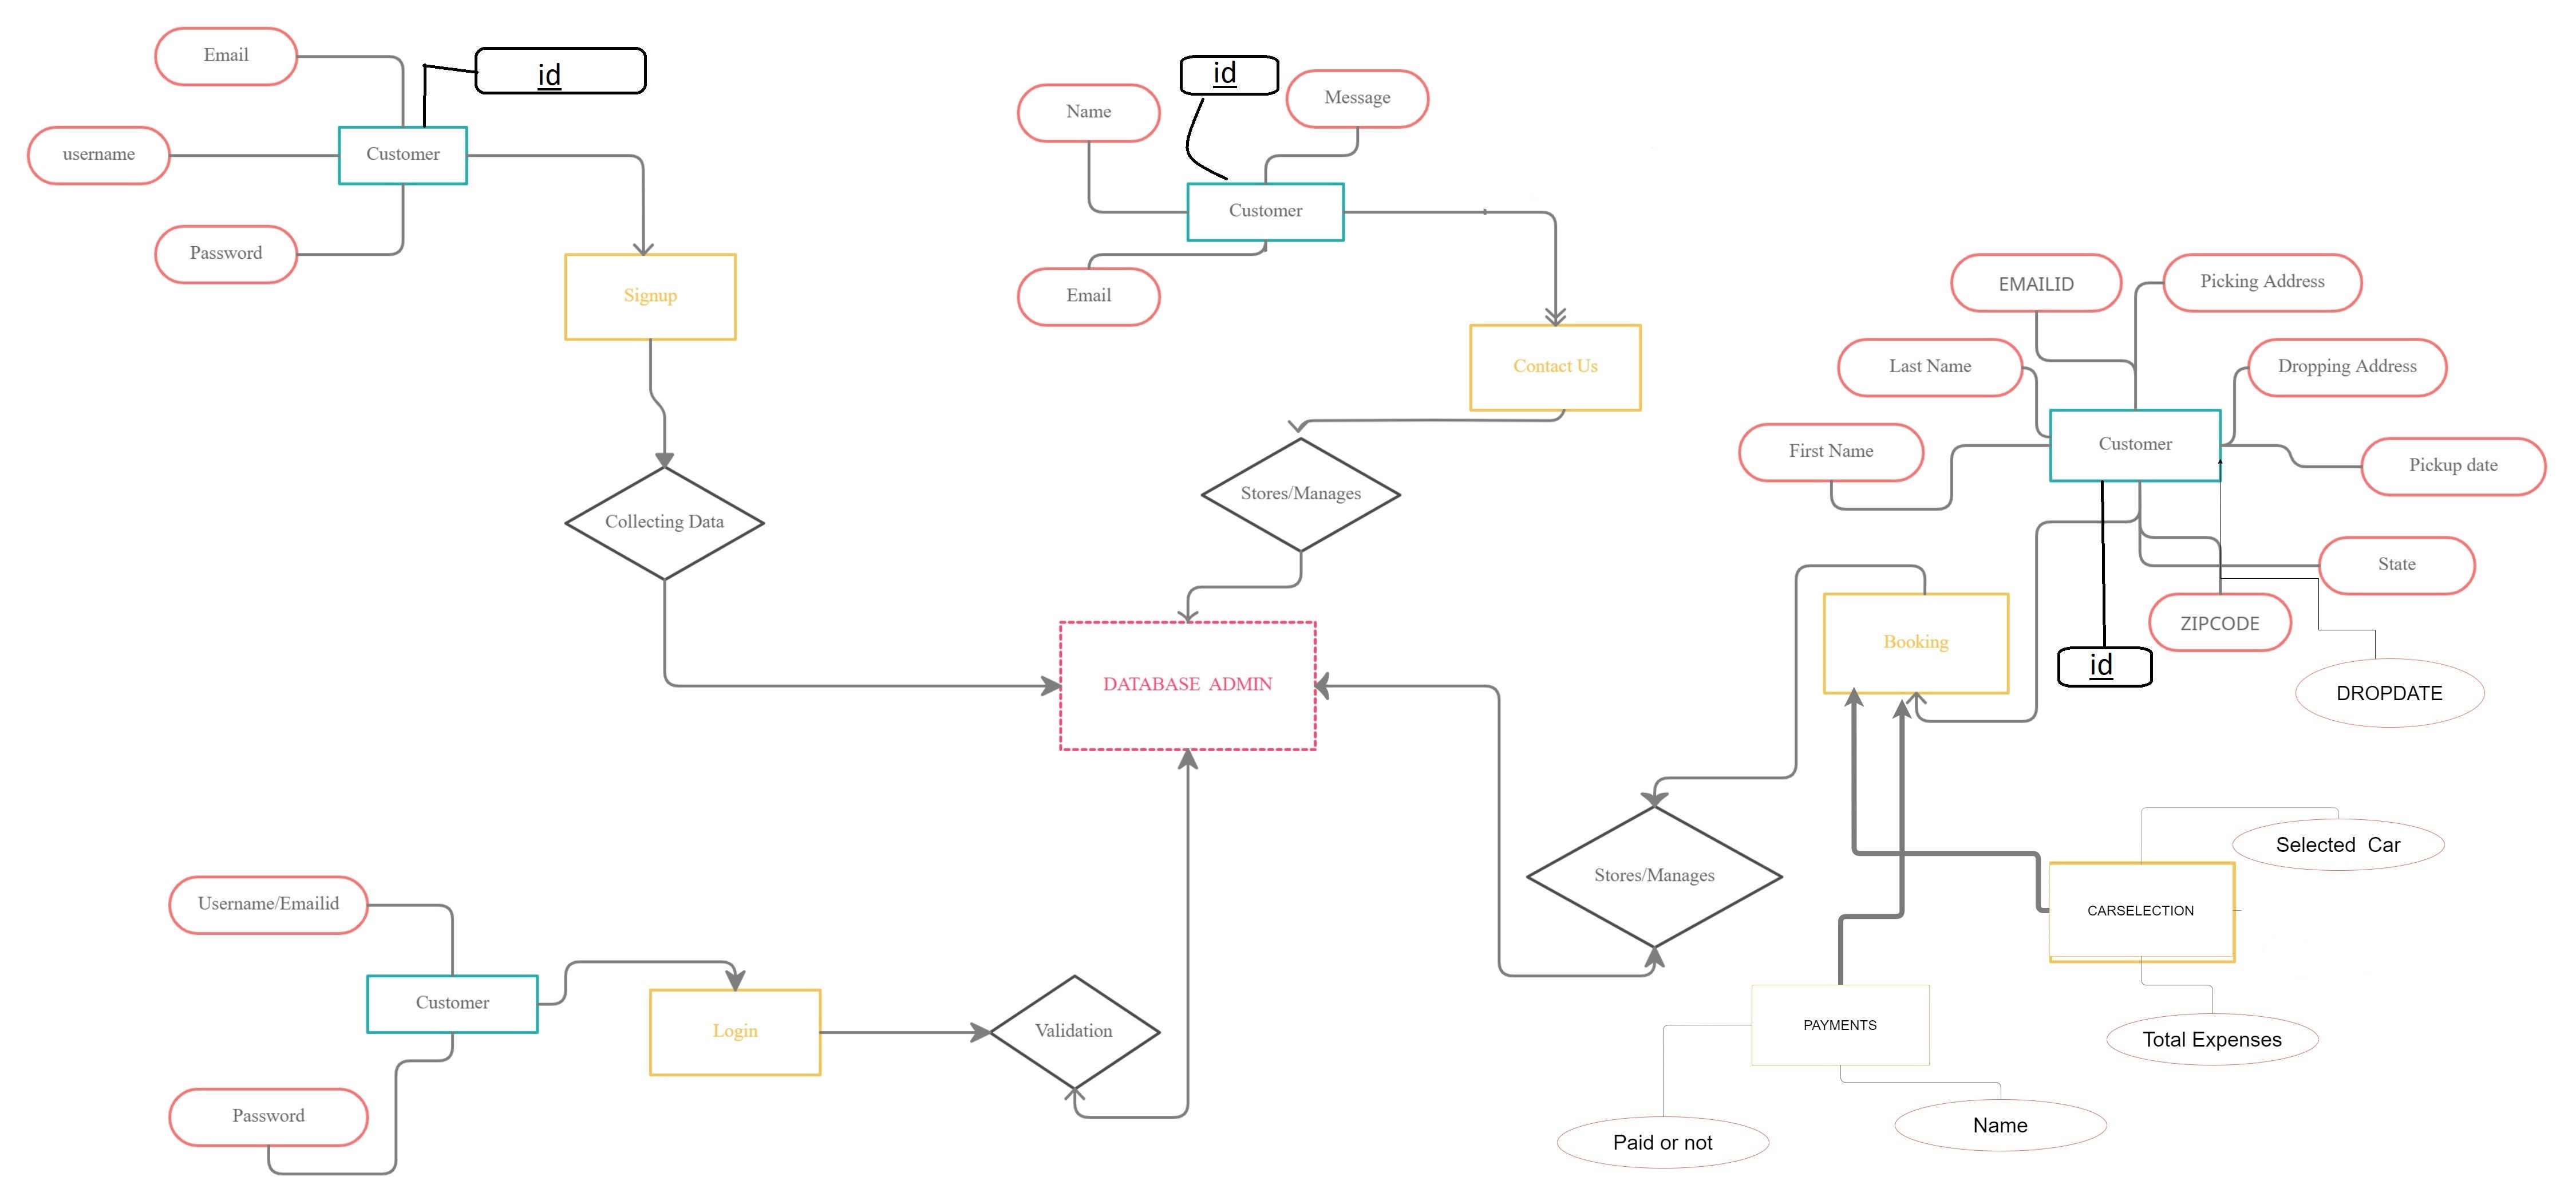 Email
id
username
Customer
Password
Signup
Collecting Data
Name
id
Message
Customer
Email
Contact Us
Stores/Manages
DATABASE ADMIN
EMAILID
Picking Address
Last Name
Dropping Address
First Name
Customer
Pickup date
State
ZIPCODE
Booking
id
DROPDATE
Stores/Manages
Selected Car
CARSELECTION
Total Expenses
PAYMENTS
Paid or not
Name
Username/Emailid
Customer
Login
Validation
Password